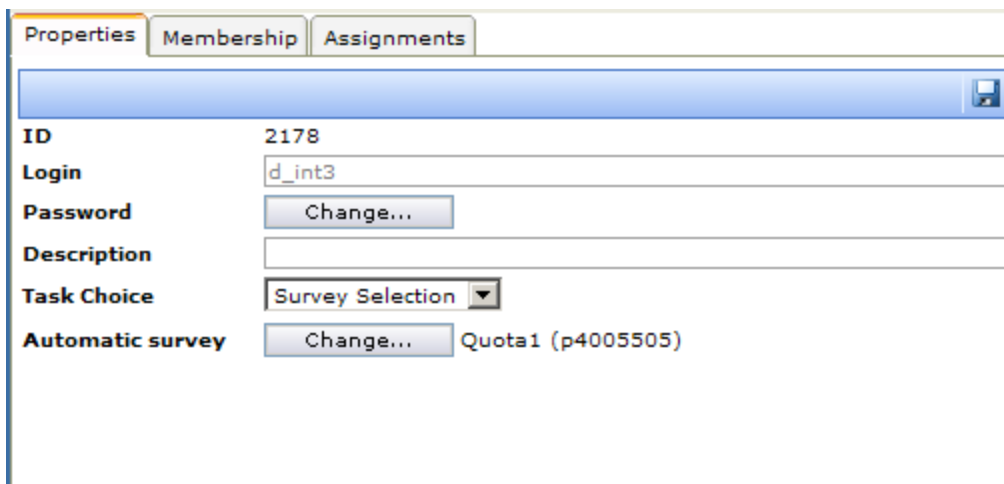 Properties Membership Assignments
ID 2178
Login d_int3
Password Change...
Description
Task Choice Survey Selection
Automatic survey Change... Quota1 (p4005505)